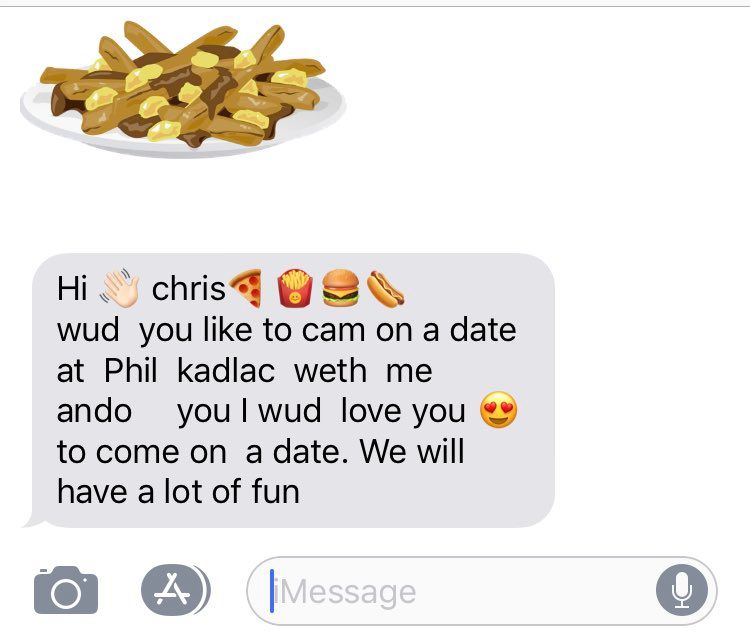 Hi 👋🏻 chris🍕🍟🍔🌭
wud you like to cam on a date
at Phil kadlac weth me
ando you I wud love you 😍
to come on a date. We will
have a lot of fun
iMessage